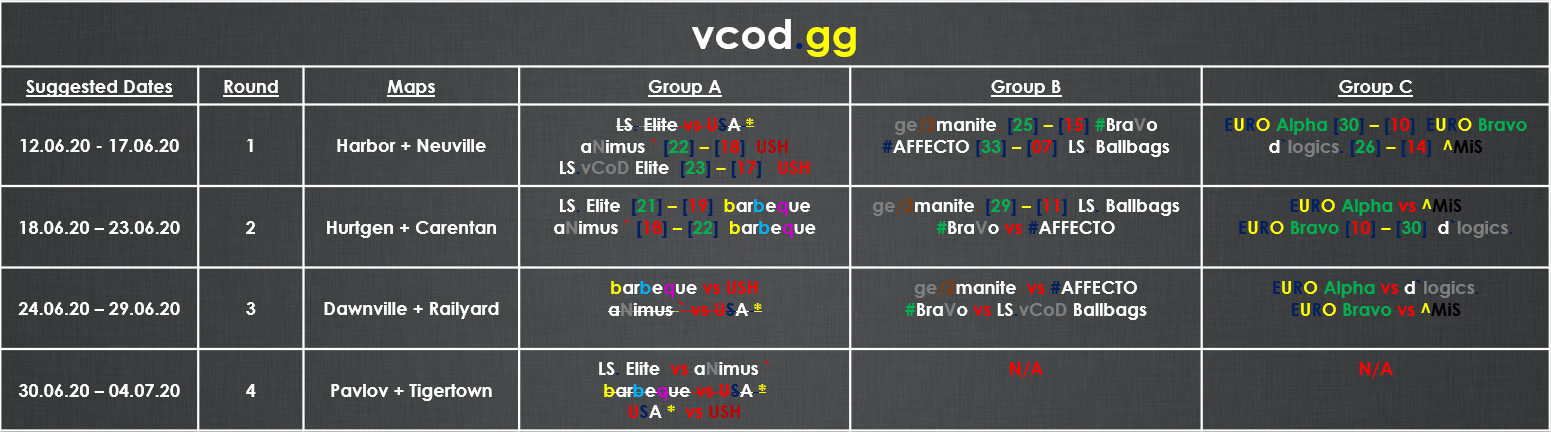 vcod.gg
Suggested Dates Round Maps Group A Group B Group C
12.06.20 - 17.06.20 1 Harbor + Neuville
LS. Elite vs USA *
aNimus ` [22] – [18] USH
LS.vCoD Elite [23] – [17] USH
manite [25] – [15] #BraVo
#AFFECTO [33] – [07] LS. Ballbags
EURO Alpha [30] – [10] EURO Bravo
d`logics. [26] – [14] ^MiS
18.06.20 – 23.06.20 2 Hurtgen + Carentan
LS. Elite [21] – [19] barbeque
aNimus ` [18] – [22] barbeque
manite [29] – [11] LS. Ballbags
#BraVo vs #AFFECTO
EURO Alpha vs ^MiS
EURO Bravo [10] – [30] d`logics.
24.06.20 – 29.06.20 3 Dawnville + Railyard
barbeque vs USH
aNimus ` vs USA *
manite vs #AFFECTO
#BraVo vs LS.vCoD Ballbags
EURO Alpha vs d`logics.
EURO Bravo vs ^MiS
30.06.20 – 04.07.20 4 Pavlov + Tigertown
LS. Elite vs aNimus `
barbeque vs USA *
USA * vs USH
N/A
N/A